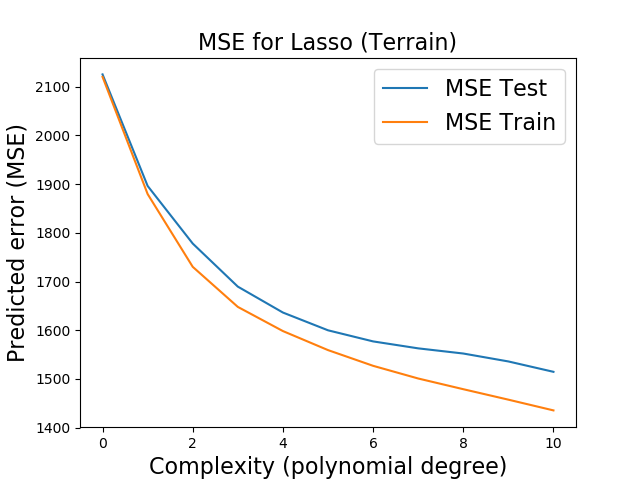 MSE for Lasso (Terrain)
MSE Test
MSE Train
Predicted error (MSE)
2100
2000
1900
1800
1700
1600
1500
1400
0 2 4 6 8 10
Complexity (polynomial degree)